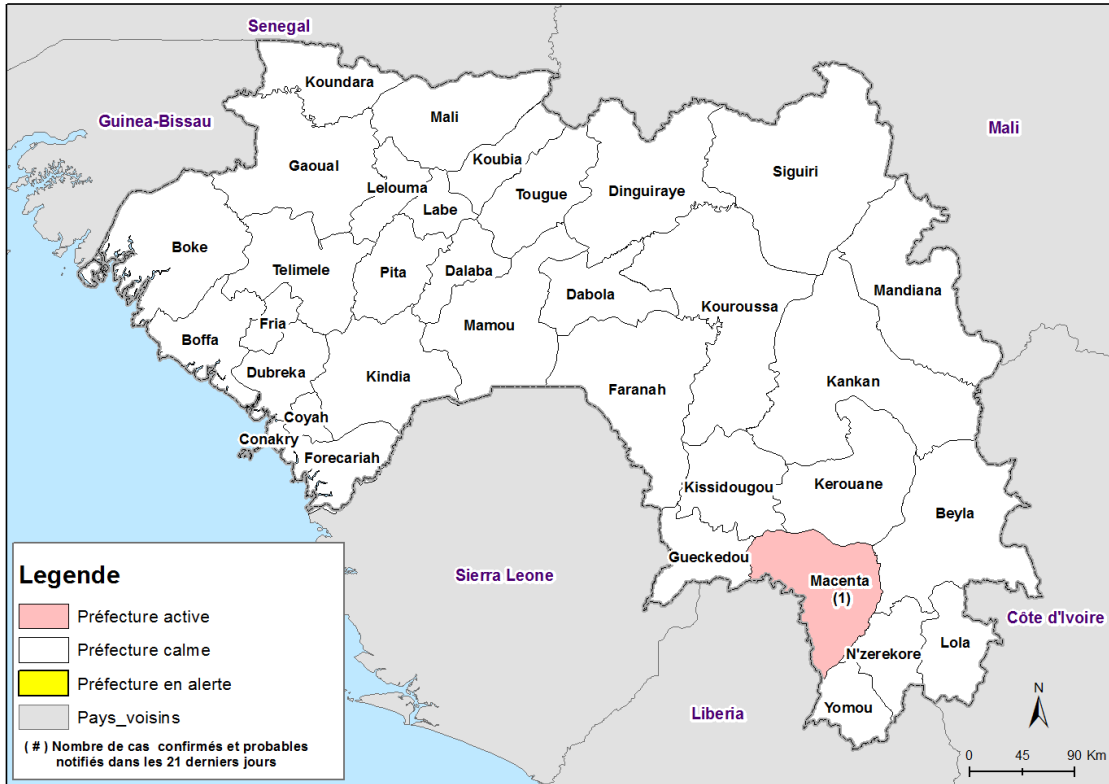 Senegal
Koundara
Mali
Guinea-Bissau
Mali
Koubia
Gaoual
Siguiri
Lelouma
Tougue
Dinguiraye
Labe
Boke
Telimele
Pita
Dalaba
Mandiana
Dabola
Kouroussa
Fria
Mamou
Boffa
Dubreka
Kindia
Kankan
Faranah
Coyah
Conakry
Forecariah
Kissidougou
Kerouane
Beyla
Gueckedou
Sierra Leone
Macenta
(1)
Côte d'Ivoire
Lola
N'zerekore
Yomou
Liberia
Legende
Préfecture active
Préfecture calme
Préfecture en alerte
Pays_voisins
( # ) Nombre de cas confirmés et probables
notifiés dans les 21 derniers jours
N
0 45 90 Km